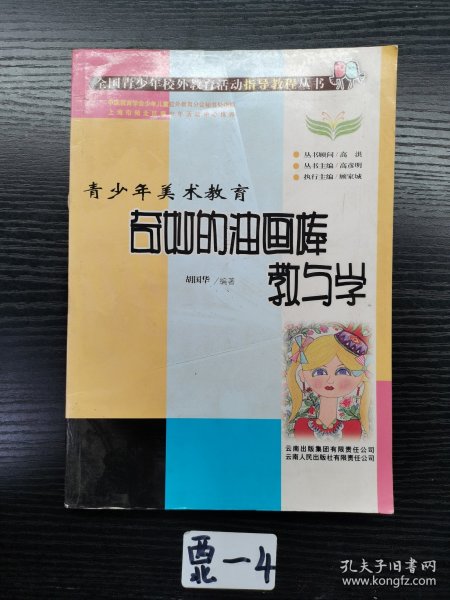 全国青少年校外教育活动指导教程丛书
丛书顾问/高 洪
丛书主编/高彦明
执行主编/顾家城
青少年美术教育
奇妙的油画棒
教与学
胡国华/编著
云南出版集团有限责任公司
云南人民出版社有限责任公司
西北一4
孔夫子旧书网
www.kongfz.com